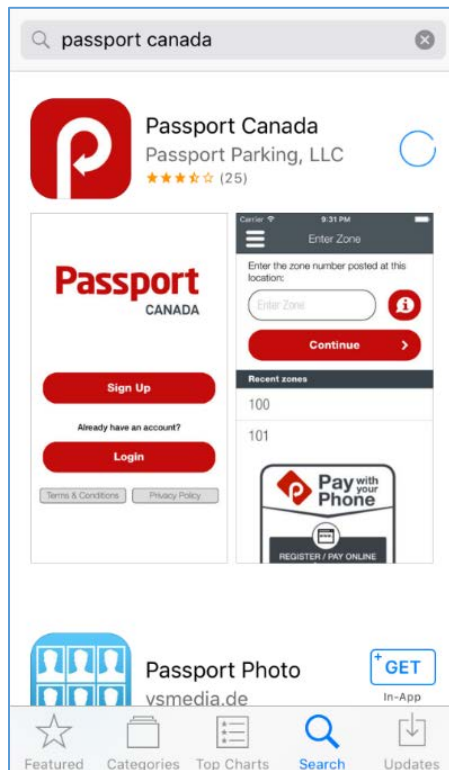 passport canada
Passport Canada
Passport Parking, LLC
(25)
Passport
CANADA
Sign Up
Already have an account?
Login
Terms & Conditions
Privacy Policy
Carrier
9:31 PM
Enter Zone
Enter the zone number posted at this
location:
Enter Zone
Continue
Recent zones
100
101
Pay with
your
Phone
REGISTER / PAY ONLINE
Passport Photo
vsmedia.de
+ GET
In-App
Featured
Categories
Top Charts
Search
Updates